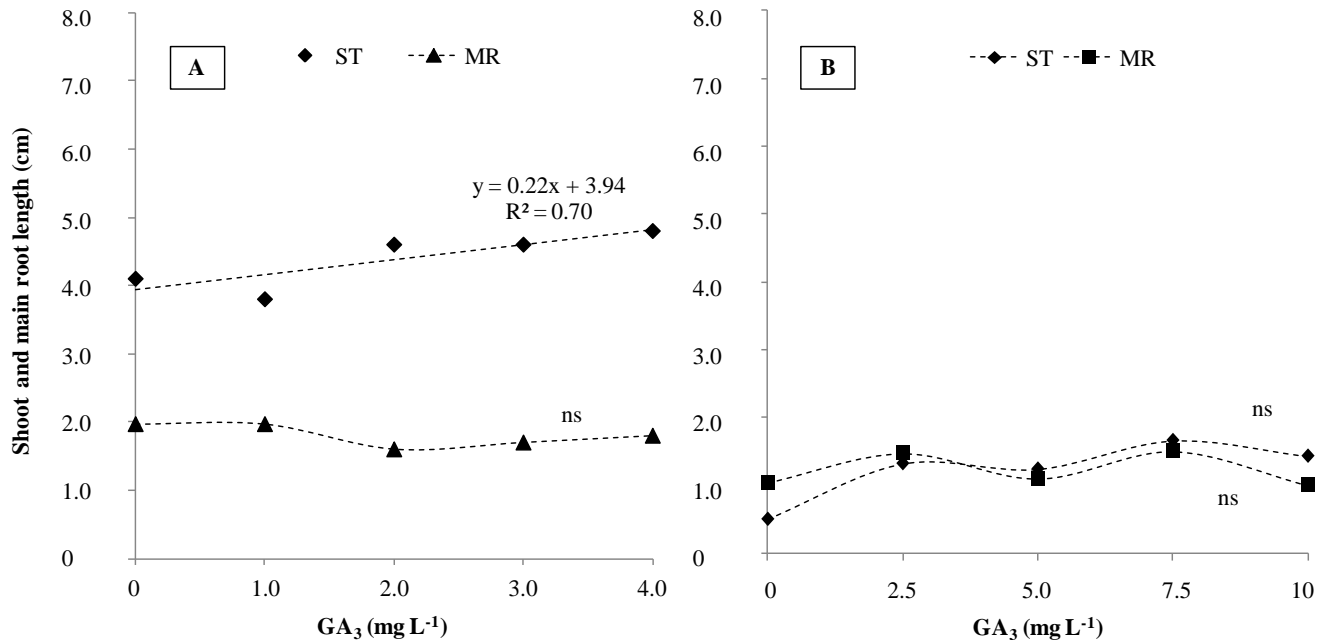 Shoot and main root length (cm)
8.0
7.0
6.0
5.0
4.0
3.0
2.0
1.0
0
A
ST
MR
y = 0.22x + 3.94
R² = 0.70
ns
0
1.0
2.0
3.0
4.0
GA₃ (mg L⁻¹)
8.0
7.0
6.0
5.0
4.0
3.0
2.0
1.0
0
B
ST
MR
ns
ns
0
2.5
5.0
7.5
10
GA₃ (mg L⁻¹)